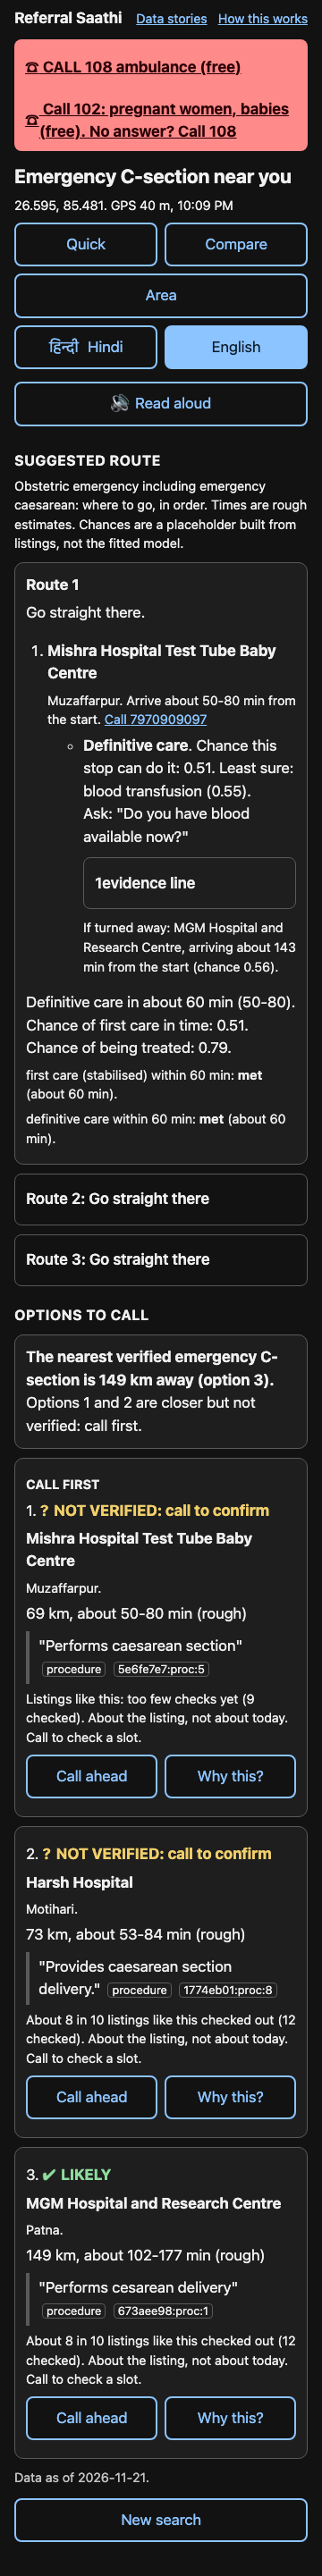 Referral Saathi Data stories How this works
☎ CALL 108 ambulance (free)
☎ Call 102: pregnant women, babies
(free). No answer? Call 108
Emergency C-section near you
26.595, 85.481. GPS 40 m, 10:09 PM
Quick Compare
Area
हिन्दी Hindi English
🔊 Read aloud
SUGGESTED ROUTE
Obstetric emergency including emergency
caesarean: where to go, in order. Times are rough
estimates. Chances are a placeholder built from
listings, not the fitted model.
Route 1
Go straight there.
1. Mishra Hospital Test Tube Baby
Centre
Muzaffarpur. Arrive about 50-80 min from
the start. Call 7970909097
◦ Definitive care. Chance this
stop can do it: 0.51. Least sure:
blood transfusion (0.55).
Ask: "Do you have blood
available now?"
1evidence line
If turned away: MGM Hospital and
Research Centre, arriving about 143
min from the start (chance 0.56).
Definitive care in about 60 min (50-80).
Chance of first care in time: 0.51.
Chance of being treated: 0.79.
first care (stabilised) within 60 min: met
(about 60 min).
definitive care within 60 min: met (about 60
min).
Route 2: Go straight there
Route 3: Go straight there
OPTIONS TO CALL
The nearest verified emergency C-
section is 149 km away (option 3).
Options 1 and 2 are closer but not
verified: call first.
CALL FIRST
1. ? NOT VERIFIED: call to confirm
Mishra Hospital Test Tube Baby
Centre
Muzaffarpur.
69 km, about 50-80 min (rough)
"Performs caesarean section"
procedure 5e6fe7e7:proc:5
Listings like this: too few checks yet (9
checked). About the listing, not about today.
Call to check a slot.
Call ahead Why this?
2. ? NOT VERIFIED: call to confirm
Harsh Hospital
Motihari.
73 km, about 53-84 min (rough)
"Provides caesarean section
delivery." procedure 1774eb01:proc:8
About 8 in 10 listings like this checked out (12
checked). About the listing, not about today.
Call to check a slot.
Call ahead Why this?
3. ✔ LIKELY
MGM Hospital and Research Centre
Patna.
149 km, about 102-177 min (rough)
"Performs cesarean delivery"
procedure 673aee98:proc:1
About 8 in 10 listings like this checked out (12
checked). About the listing, not about today.
Call to check a slot.
Call ahead Why this?
Data as of 2026-11-21.
New search